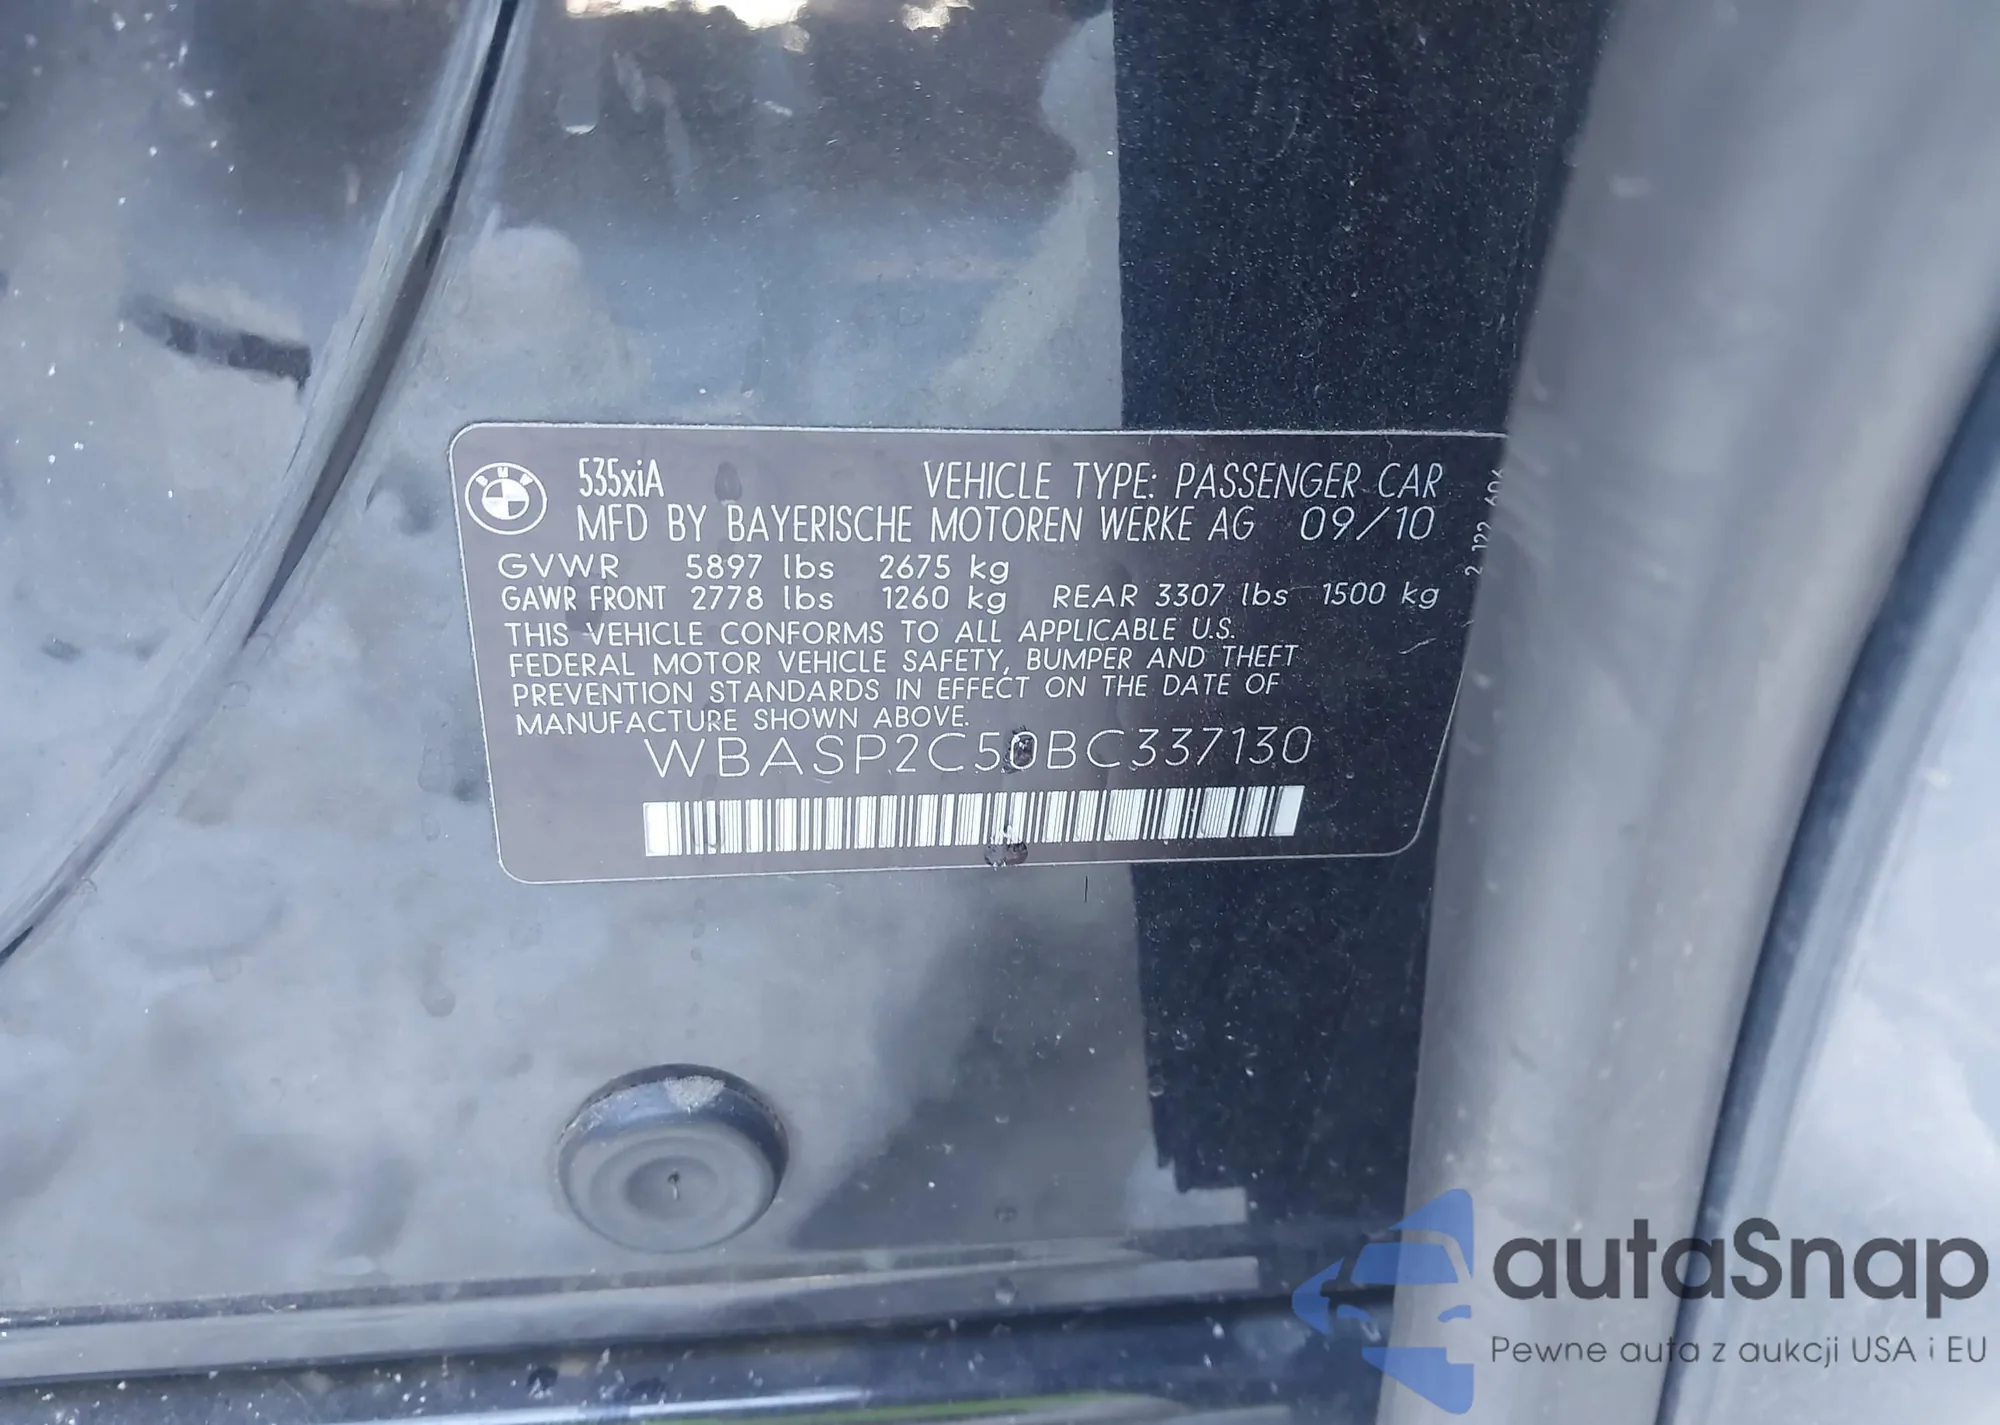 BMW
535xiA VEHICLE TYPE: PASSENGER CAR
MFD BY BAYERISCHE MOTOREN WERKE AG 09/10
GVWR 5897 lbs 2675 kg
GAWR FRONT 2778 lbs 1260 kg REAR 3307 lbs 1500 kg
THIS VEHICLE CONFORMS TO ALL APPLICABLE U.S.
FEDERAL MOTOR VEHICLE SAFETY, BUMPER AND THEFT
PREVENTION STANDARDS IN EFFECT ON THE DATE OF
MANUFACTURE SHOWN ABOVE.
WBASP2C50BC337130
2 122
autaSnap
Pewne auta z aukcji USA i EU